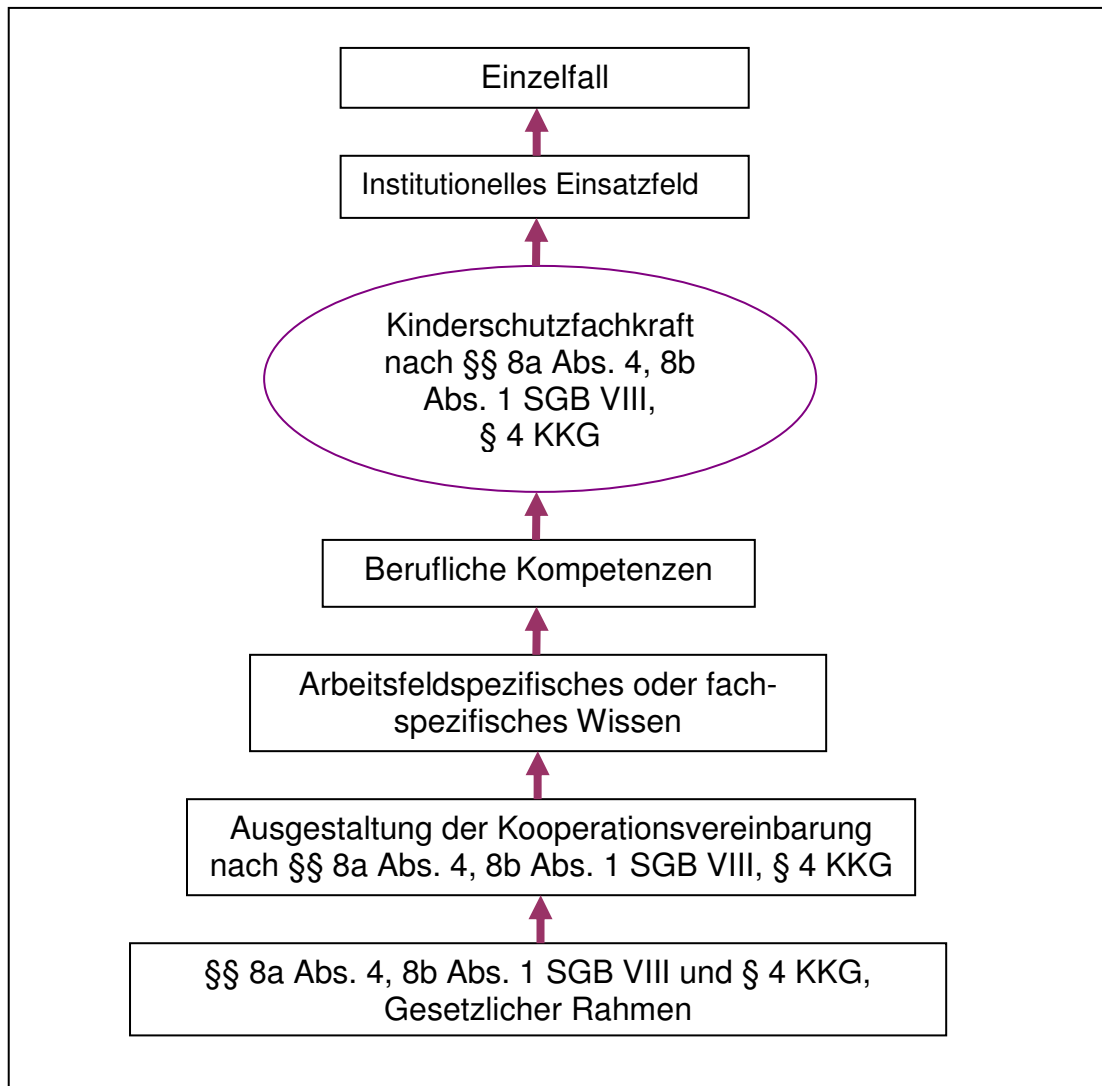 Einzelfall
Institutionelles Einsatzfeld
Kinderschutzfachkraft
nach §§ 8a Abs. 4, 8b
Abs. 1 SGB VIII,
§ 4 KKG
Berufliche Kompetenzen
Arbeitsfeldspezifisches oder fach-
spezifisches Wissen
Ausgestaltung der Kooperationsvereinbarung
nach §§ 8a Abs. 4, 8b Abs. 1 SGB VIII, § 4 KKG
§§ 8a Abs. 4, 8b Abs. 1 SGB VIII und § 4 KKG,
Gesetzlicher Rahmen